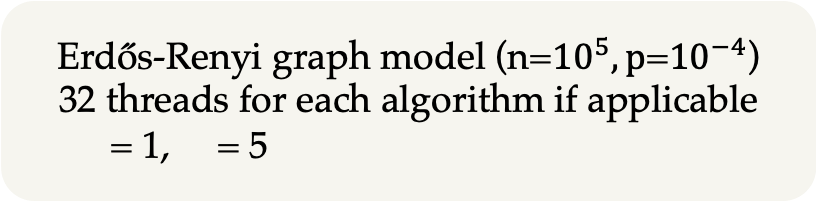 Erdős-Renyi graph model (n=10⁵, p=10⁻⁴)
32 threads for each algorithm if applicable
= 1, = 5